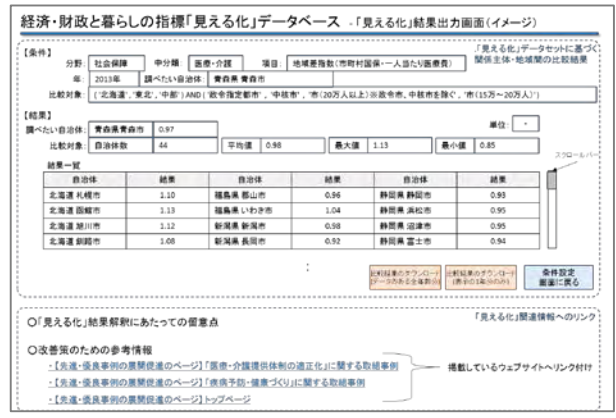 経済・財政と暮らしの指標「見える化」データベース -「見える化」結果出力画面(イメージ)
【条件】
「見える化」データセットに基づく
関係主体・地域間の比較結果
分野: 社会保障 中分類 医療・介護 項目: 地域差指数(市町村国保・一人当たり医療費)
年: 2013年 調べたい自治体 青森県 青森市
比較対象: ('北海道', '東北', '中部') AND ('政令指定都市', '中核市', '市(20万人以上)※政令市、中核市を除く', '市(15万~20万人)')
【結果】
単位: -
調べたい自治体: 青森県青森市 0.97
比較対象: 自治体数 44 平均値 0.98 最大値 1.13 最小値 0.85
スクロールバー
結果一覧
自治体 結果 自治体 結果 自治体 結果
北海道 札幌市 1.10 福島県 郡山市 0.96 静岡県 静岡市 0.93
北海道 函館市 1.13 福島県 いわき市 1.04 静岡県 浜松市 0.95
北海道 旭川市 1.12 新潟県 新潟市 0.98 静岡県 沼津市 0.95
北海道 釧路市 1.08 新潟県 長岡市 0.92 静岡県 富士市 0.94
:
比較結果のダウンロード
(データのある全年数分)
比較結果のダウンロード
(表示の1年分のみ)
条件設定
画面に戻る
「見える化」関連情報へのリンク
○「見える化」結果解釈にあたっての留意点
○改善策のための参考情報
・【先進・優良事例の展開促進のページ】「医療・介護提供体制の適正化」に関する取組事例
・【先進・優良事例の展開促進のページ】「疾病予防・健康づくり」に関する取組事例
・【先進・優良事例の展開促進のページ】トップページ
掲載しているウェブサイトへリンク付け